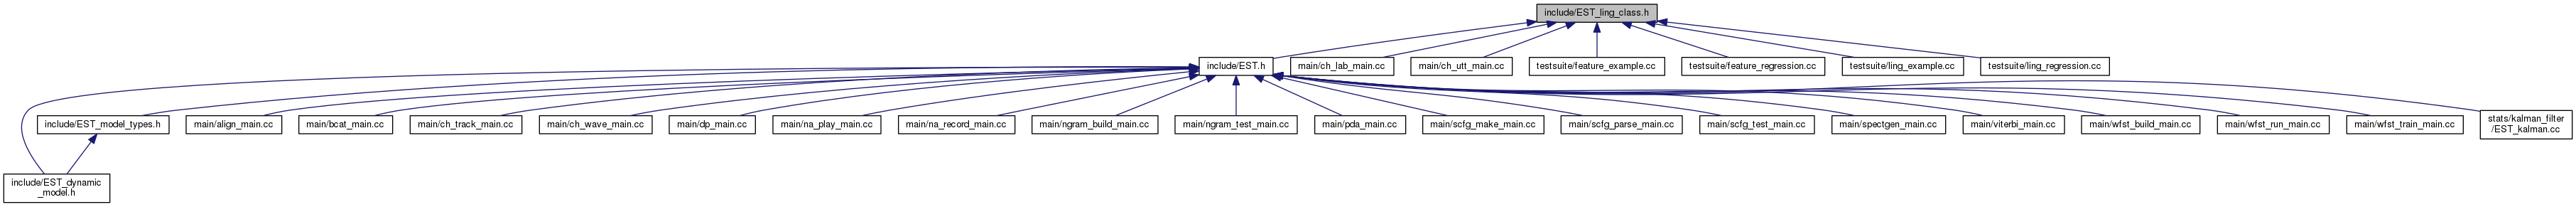 include/EST_ling_class.h
include/EST.h
main/ch_lab_main.cc
main/ch_utt_main.cc
testsuite/feature_example.cc
testsuite/feature_regression.cc
testsuite/ling_example.cc
testsuite/ling_regression.cc
include/EST_model_types.h
main/align_main.cc
main/bcat_main.cc
main/ch_track_main.cc
main/ch_wave_main.cc
main/dp_main.cc
main/na_play_main.cc
main/na_record_main.cc
main/ngram_build_main.cc
main/ngram_test_main.cc
main/pda_main.cc
main/scfg_make_main.cc
main/scfg_parse_main.cc
main/scfg_test_main.cc
main/spectgen_main.cc
main/viterbi_main.cc
main/wfst_build_main.cc
main/wfst_run_main.cc
main/wfst_train_main.cc
stats/kalman_filter
/EST_kalman.cc
include/EST_dynamic
_model.h